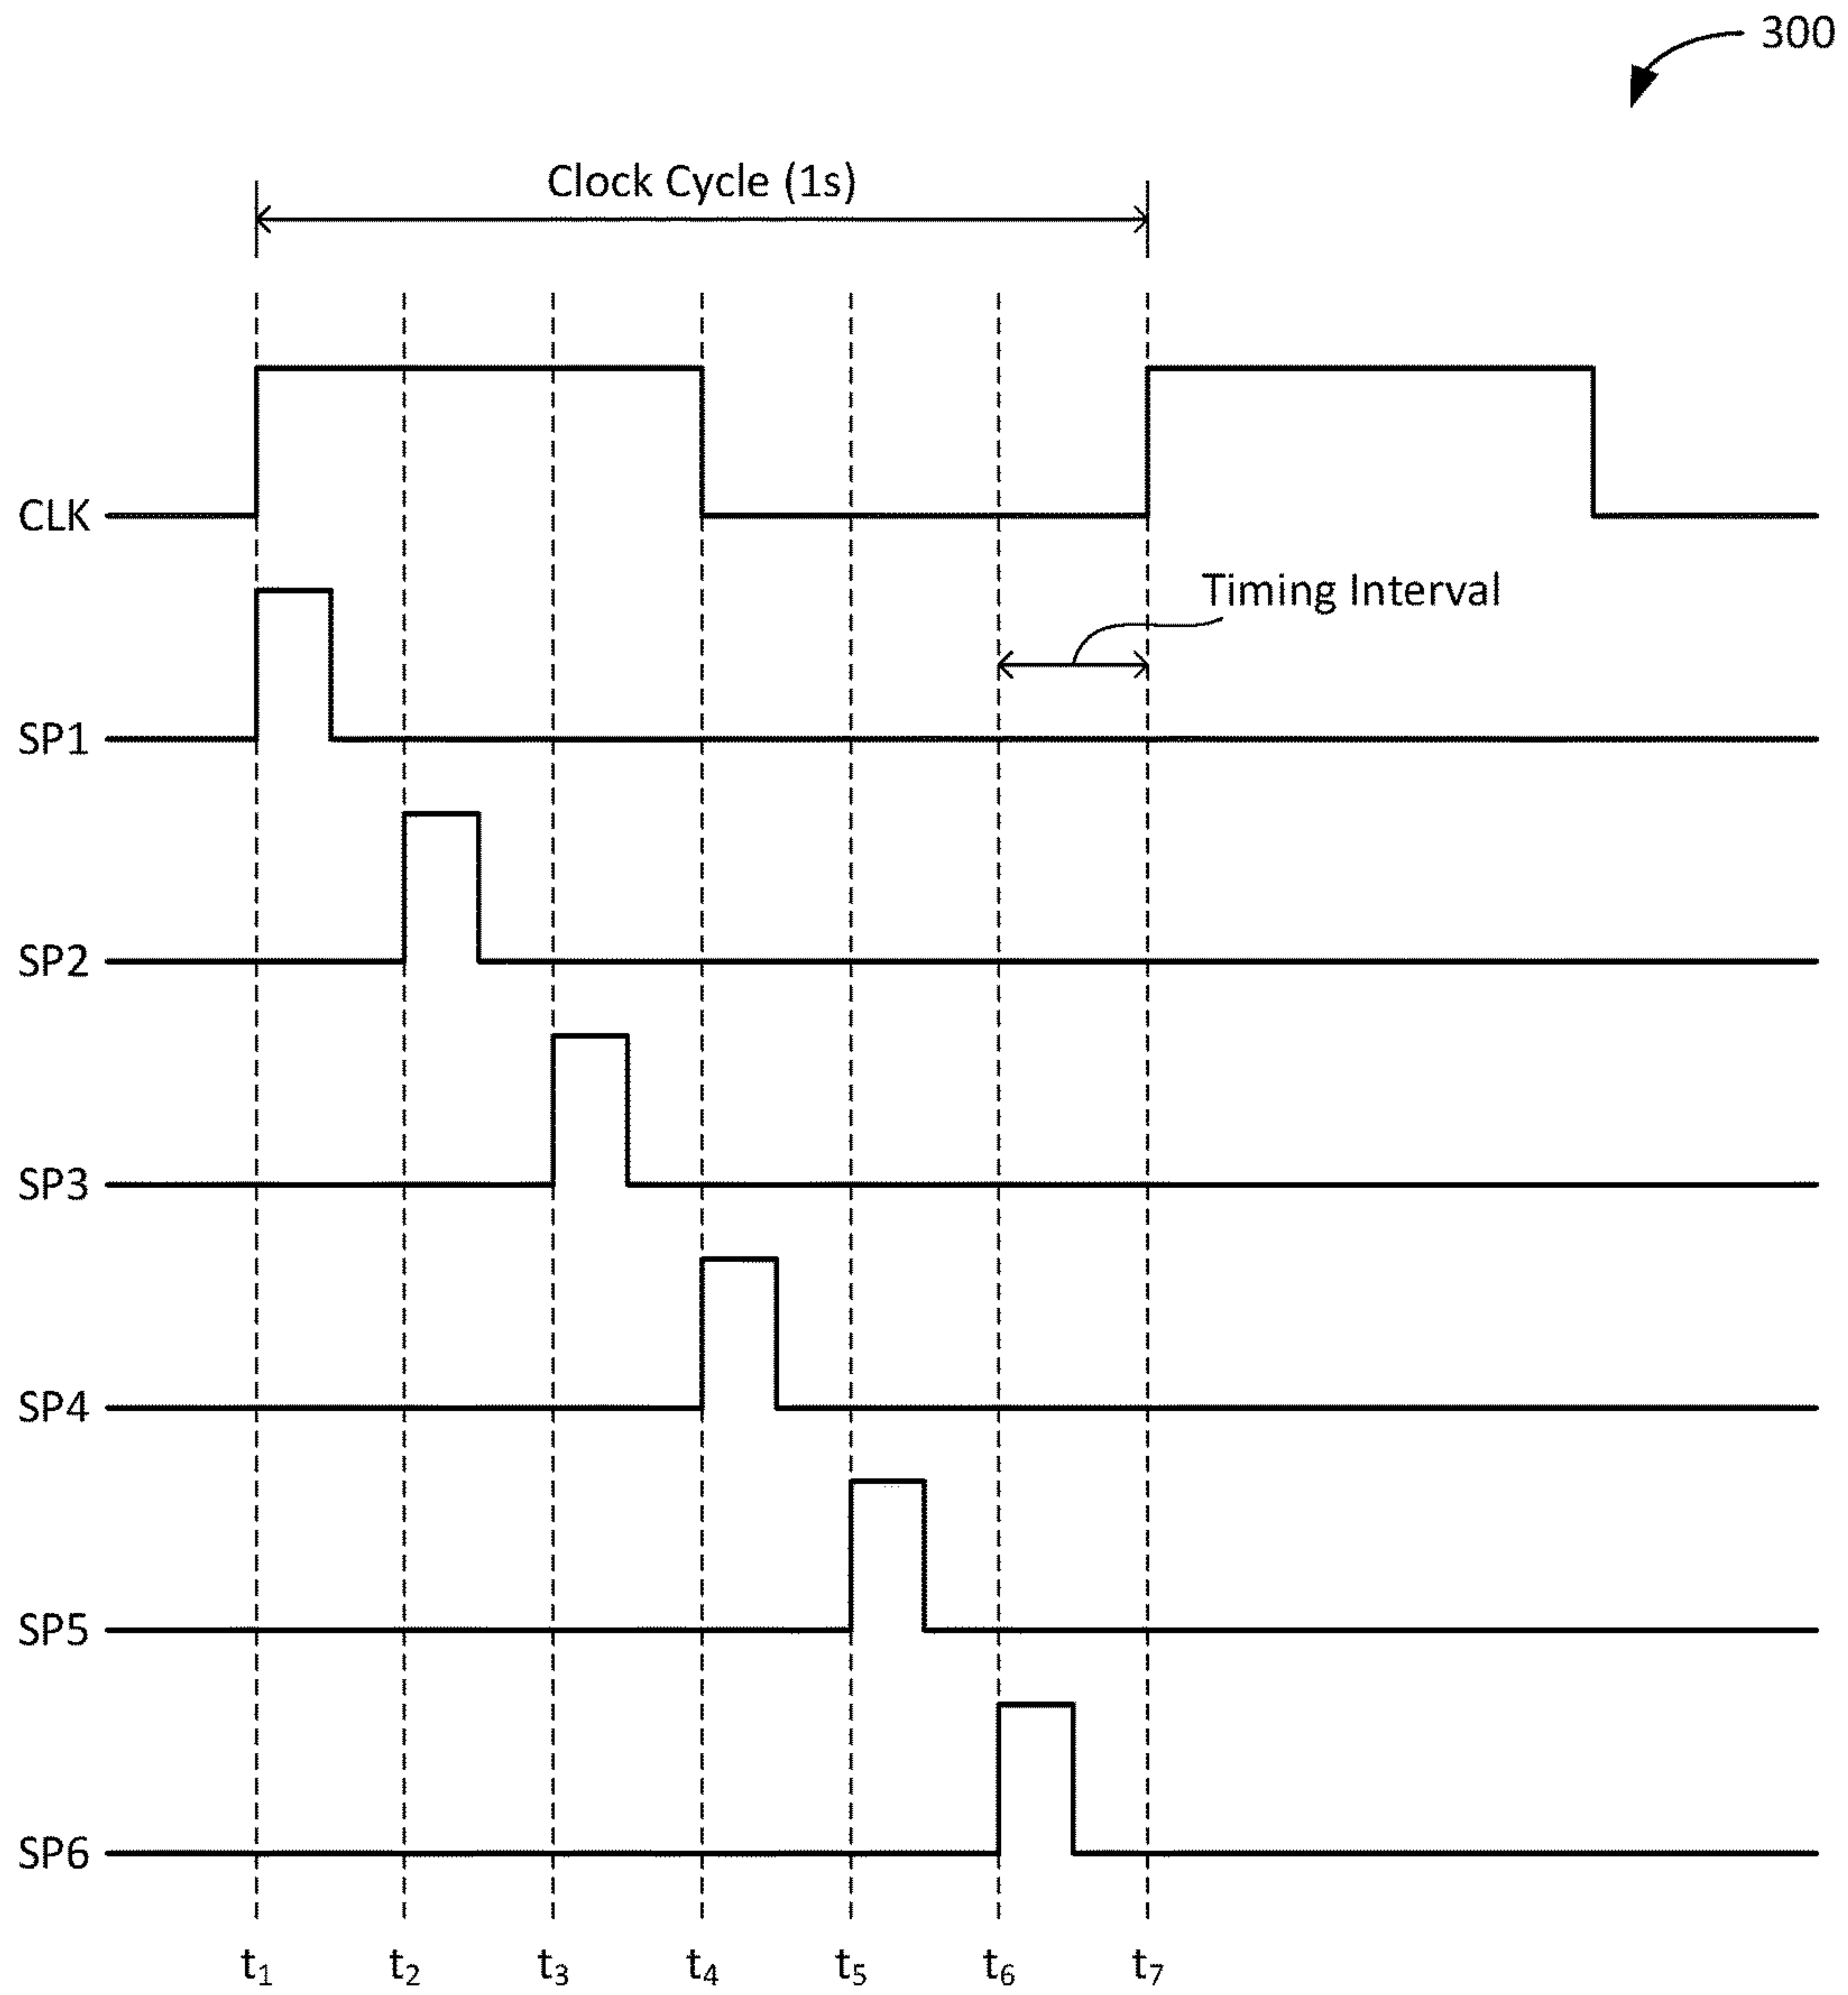 300
Clock Cycle (1s)
CLK
Timing Interval
SP1
SP2
SP3
SP4
SP5
SP6
t₁ t₂ t₃ t₄ t₅ t₆ t₇